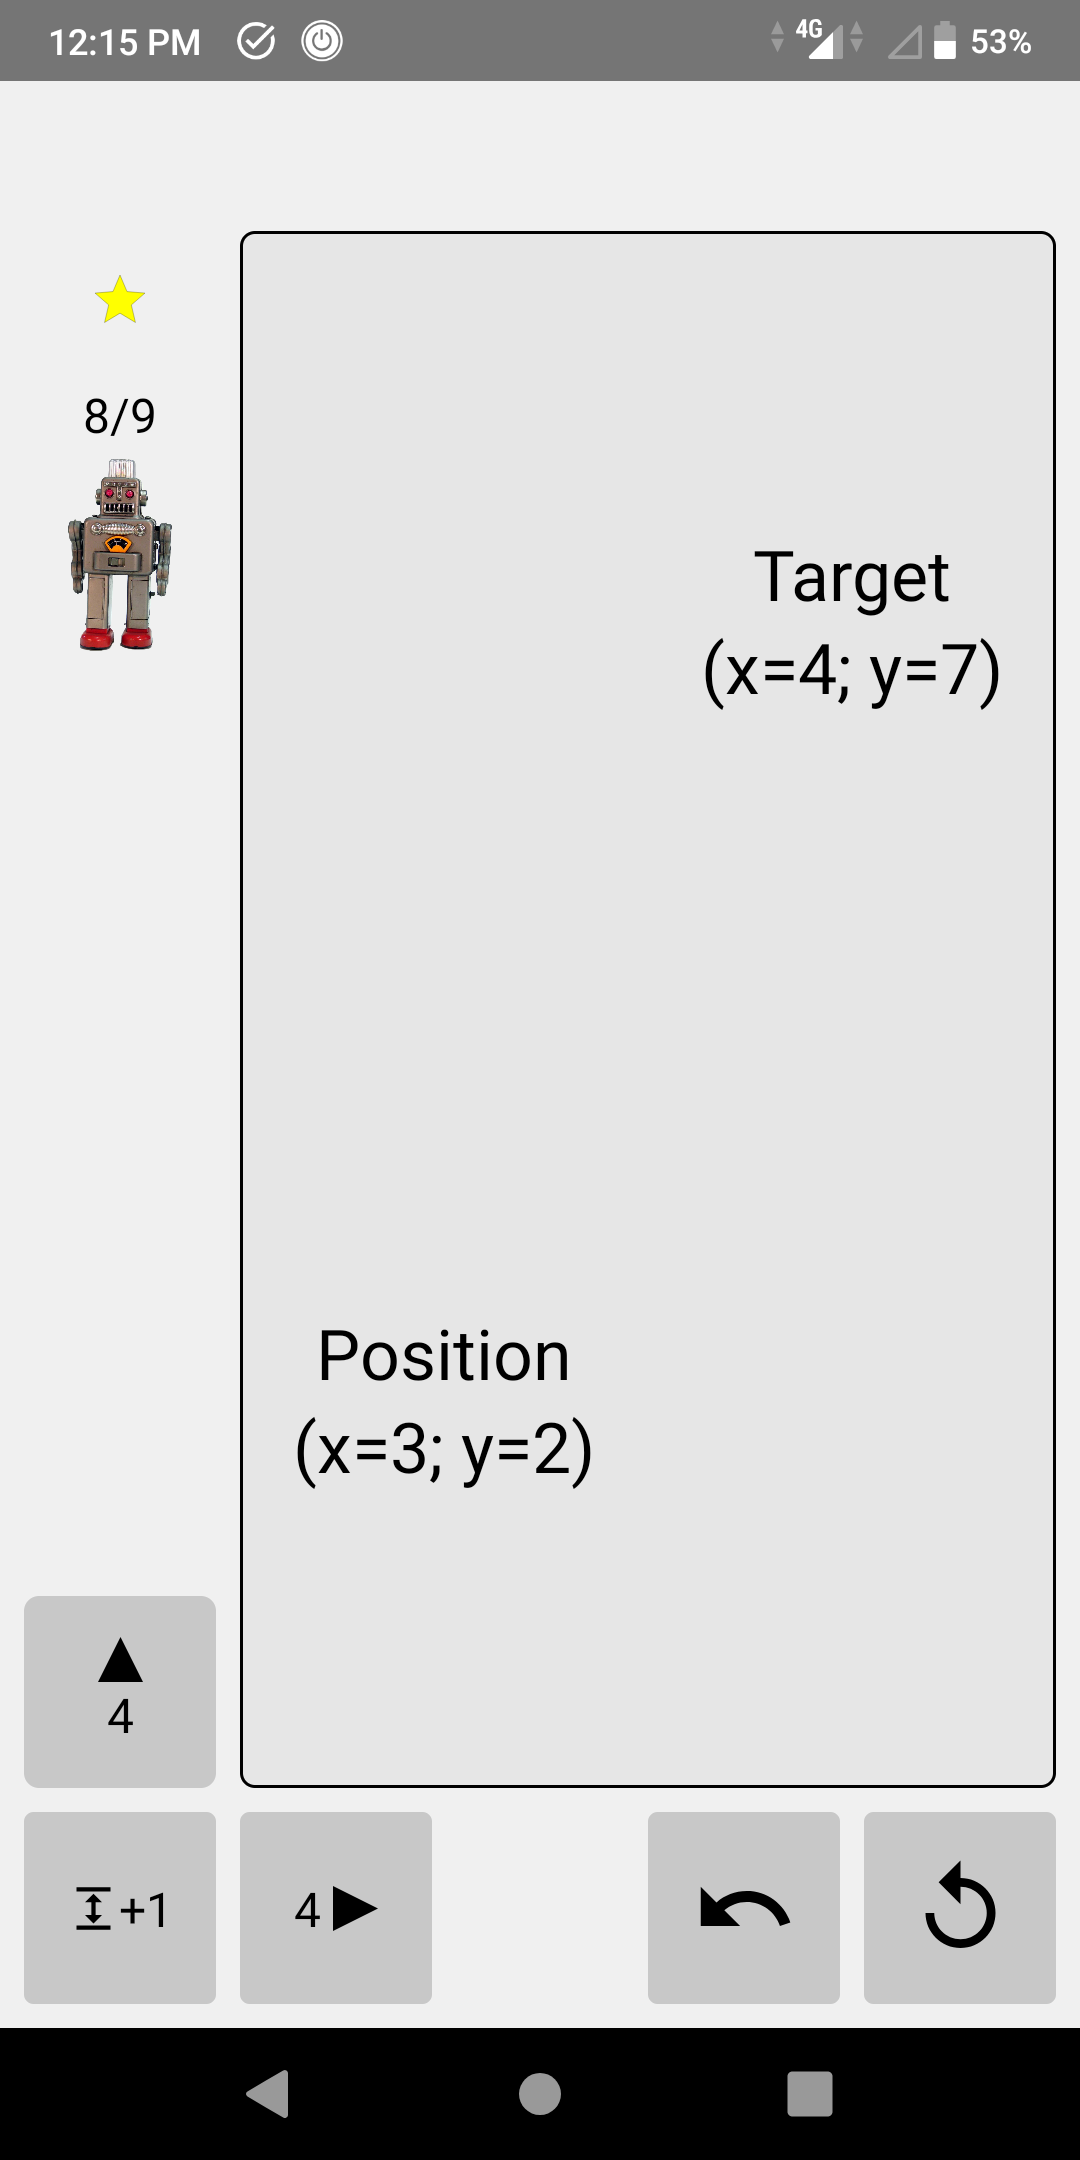 12:15 PM
4G
53%
8/9
Target
(x=4; y=7)
Position
(x=3; y=2)
4
+1
4